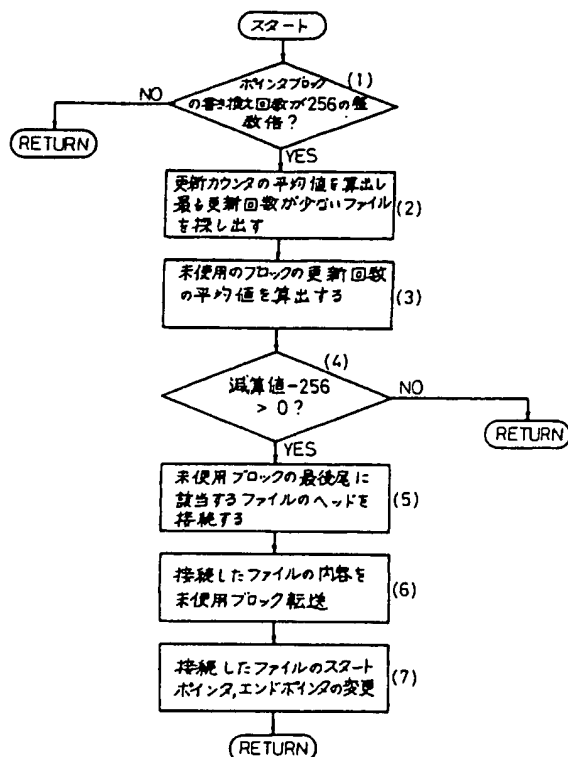 スタート
(1)
ポインタブロック
の書き換え回数が256の整
数倍?
NO
RETURN
YES
更新カウンタの平均値を算出し
最も更新回数が少ないファイル
を探し出す
(2)
未使用のブロックの更新回数
の平均値を算出する
(3)
(4)
減算値-256
> 0?
NO
RETURN
YES
未使用ブロックの最後尾に
該当するファイルのヘッドを
接続する
(5)
接続したファイルの内容を
未使用ブロック転送
(6)
接続したファイルのスタート
ポインタ,エンドポインタの変更
(7)
RETURN